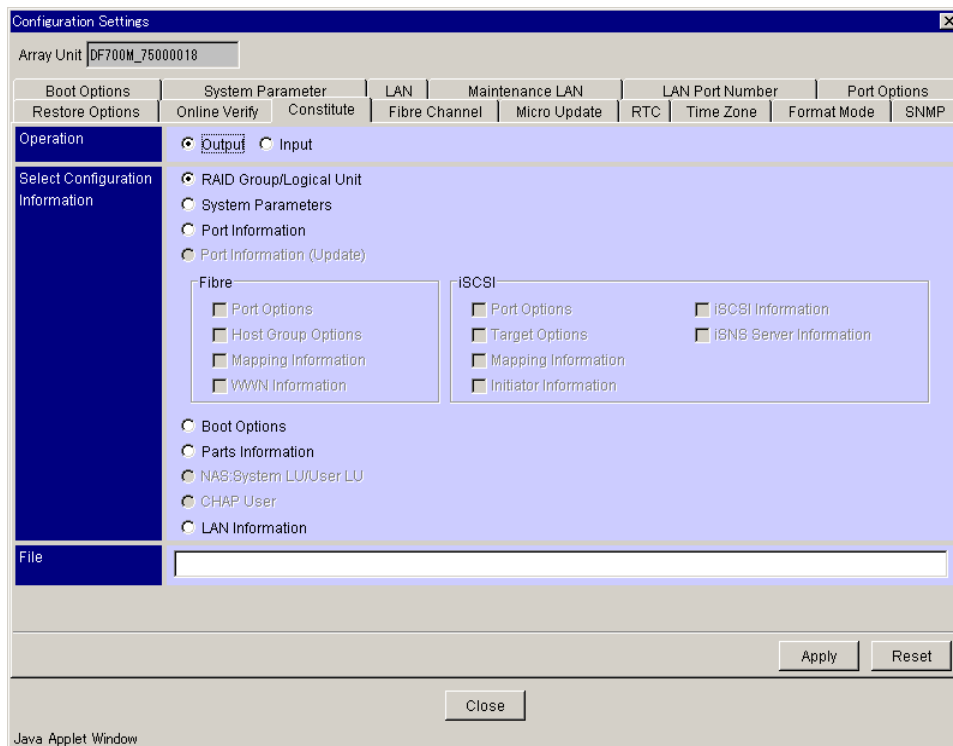 Configuration Settings
Array Unit DF700M_75000018
Boot Options System Parameter LAN Maintenance LAN LAN Port Number Port Options
Restore Options Online Verify Constitute Fibre Channel Micro Update RTC Time Zone Format Mode SNMP
Operation Output Input
Select Configuration Information
RAID Group/Logical Unit
System Parameters
Port Information
Port Information (Update)
Fibre
Port Options
Host Group Options
Mapping Information
WWN Information
iSCSI
Port Options iSCSI Information
Target Options iSNS Server Information
Mapping Information
Initiator Information
Boot Options
Parts Information
NAS:System LU/User LU
CHAP User
LAN Information
File
Apply Reset
Close
Java Applet Window